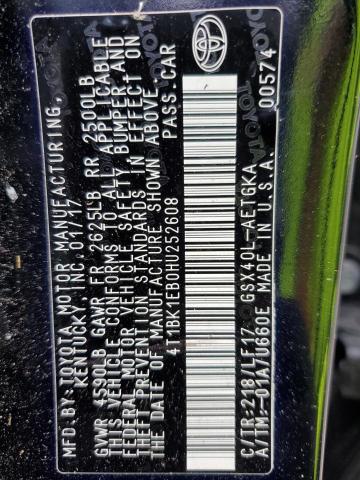 MFD.BY: TOYOTA MOTOR MANUFACTURING,
KENTUCKY INC. 01/17
GVWR 4590LB GAWR FR 2625LB RR 2500LB
THIS VEHICLE CONFORMS TO ALL APPLICABLE
FEDERAL MOTOR VEHICLE SAFETY BUMPER, AND
THEFT PREVENTION STANDARDS IN EFFECT ON
THE DATE OF MANUFACTURE SHOWN ABOVE.
4T1BK1EB0HU252608 PASS. CAR
TOYOTA
C/TR:218/LF17 GSX40L-AETGKA
A/TM:-01A/U660E MADE IN U.S.A. 00574